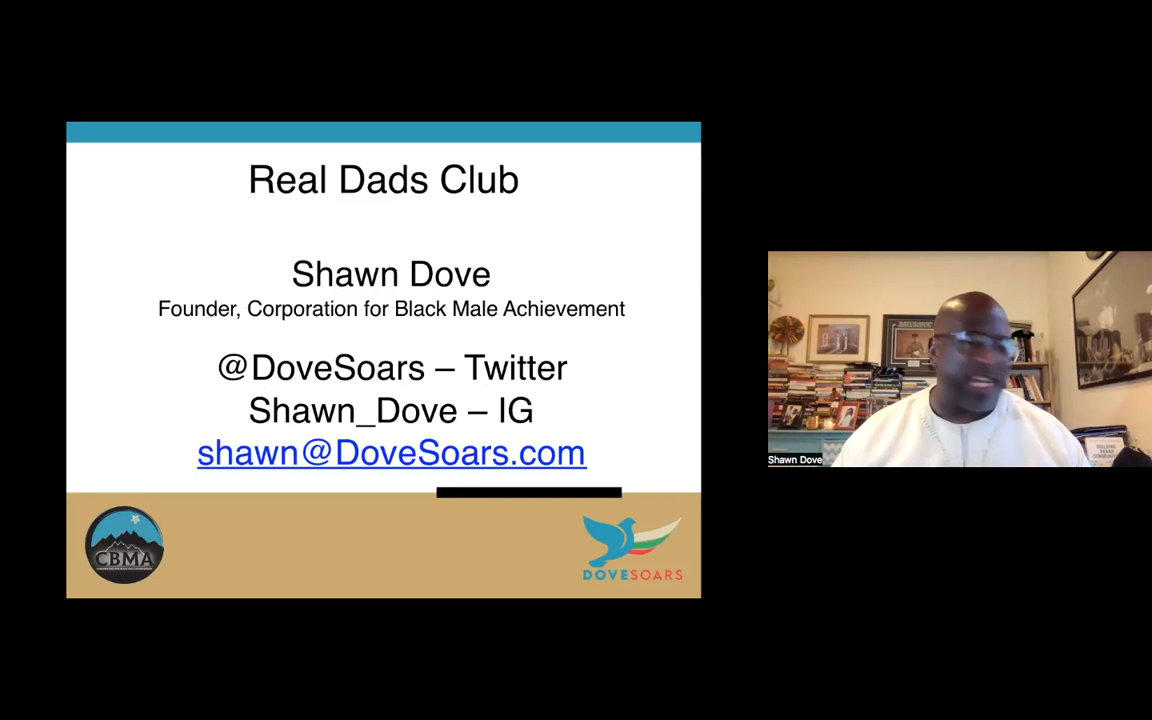 Real Dads Club
Shawn Dove
Founder, Corporation for Black Male Achievement
@DoveSoars – Twitter
Shawn_Dove – IG
shawn@DoveSoars.com
CBMA
DOVESOARS
Shawn Dove